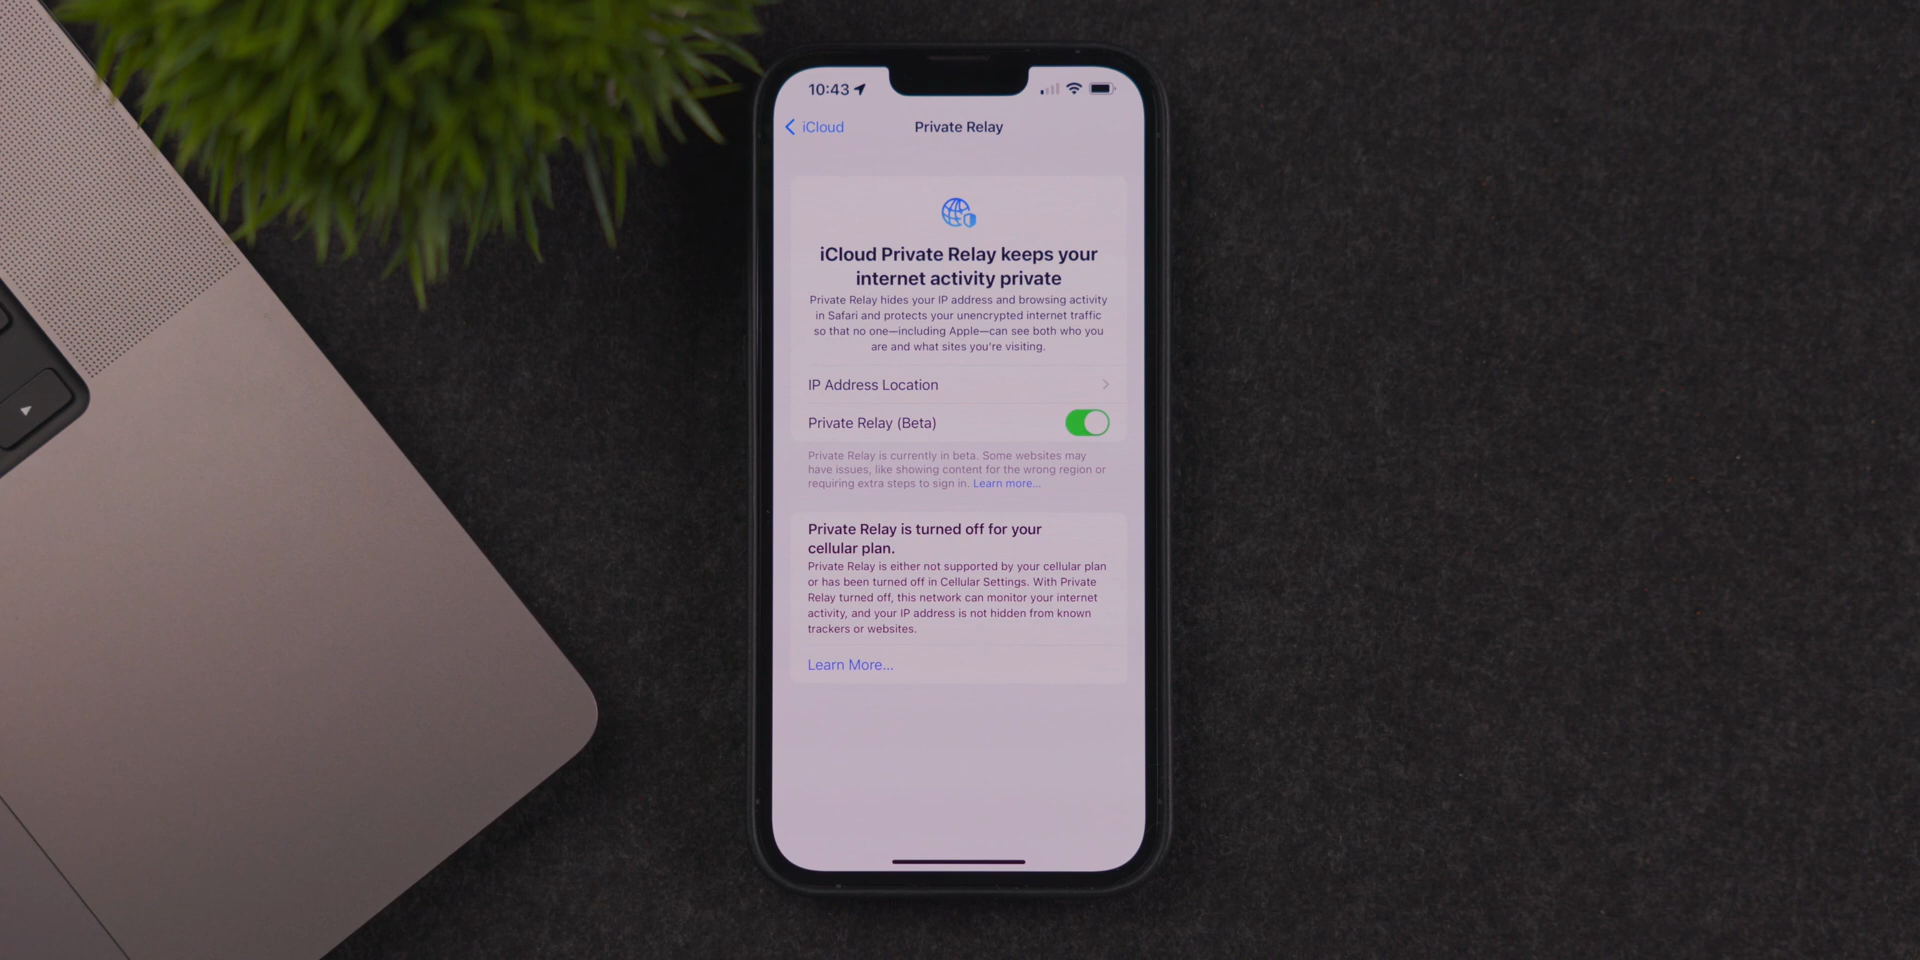 10:43
iCloud
Private Relay
iCloud Private Relay keeps your
internet activity private
Private Relay hides your IP address and browsing activity
in Safari and protects your unencrypted internet traffic
so that no one—including Apple—can see both who you
are and what sites you're visiting.
IP Address Location
Private Relay (Beta)
Private Relay is currently in beta. Some websites may
have issues, like showing content for the wrong region or
requiring extra steps to sign in. Learn more...
Private Relay is turned off for your
cellular plan.
Private Relay is either not supported by your cellular plan
or has been turned off in Cellular Settings. With Private
Relay turned off, this network can monitor your internet
activity, and your IP address is not hidden from known
trackers or websites.
Learn More...